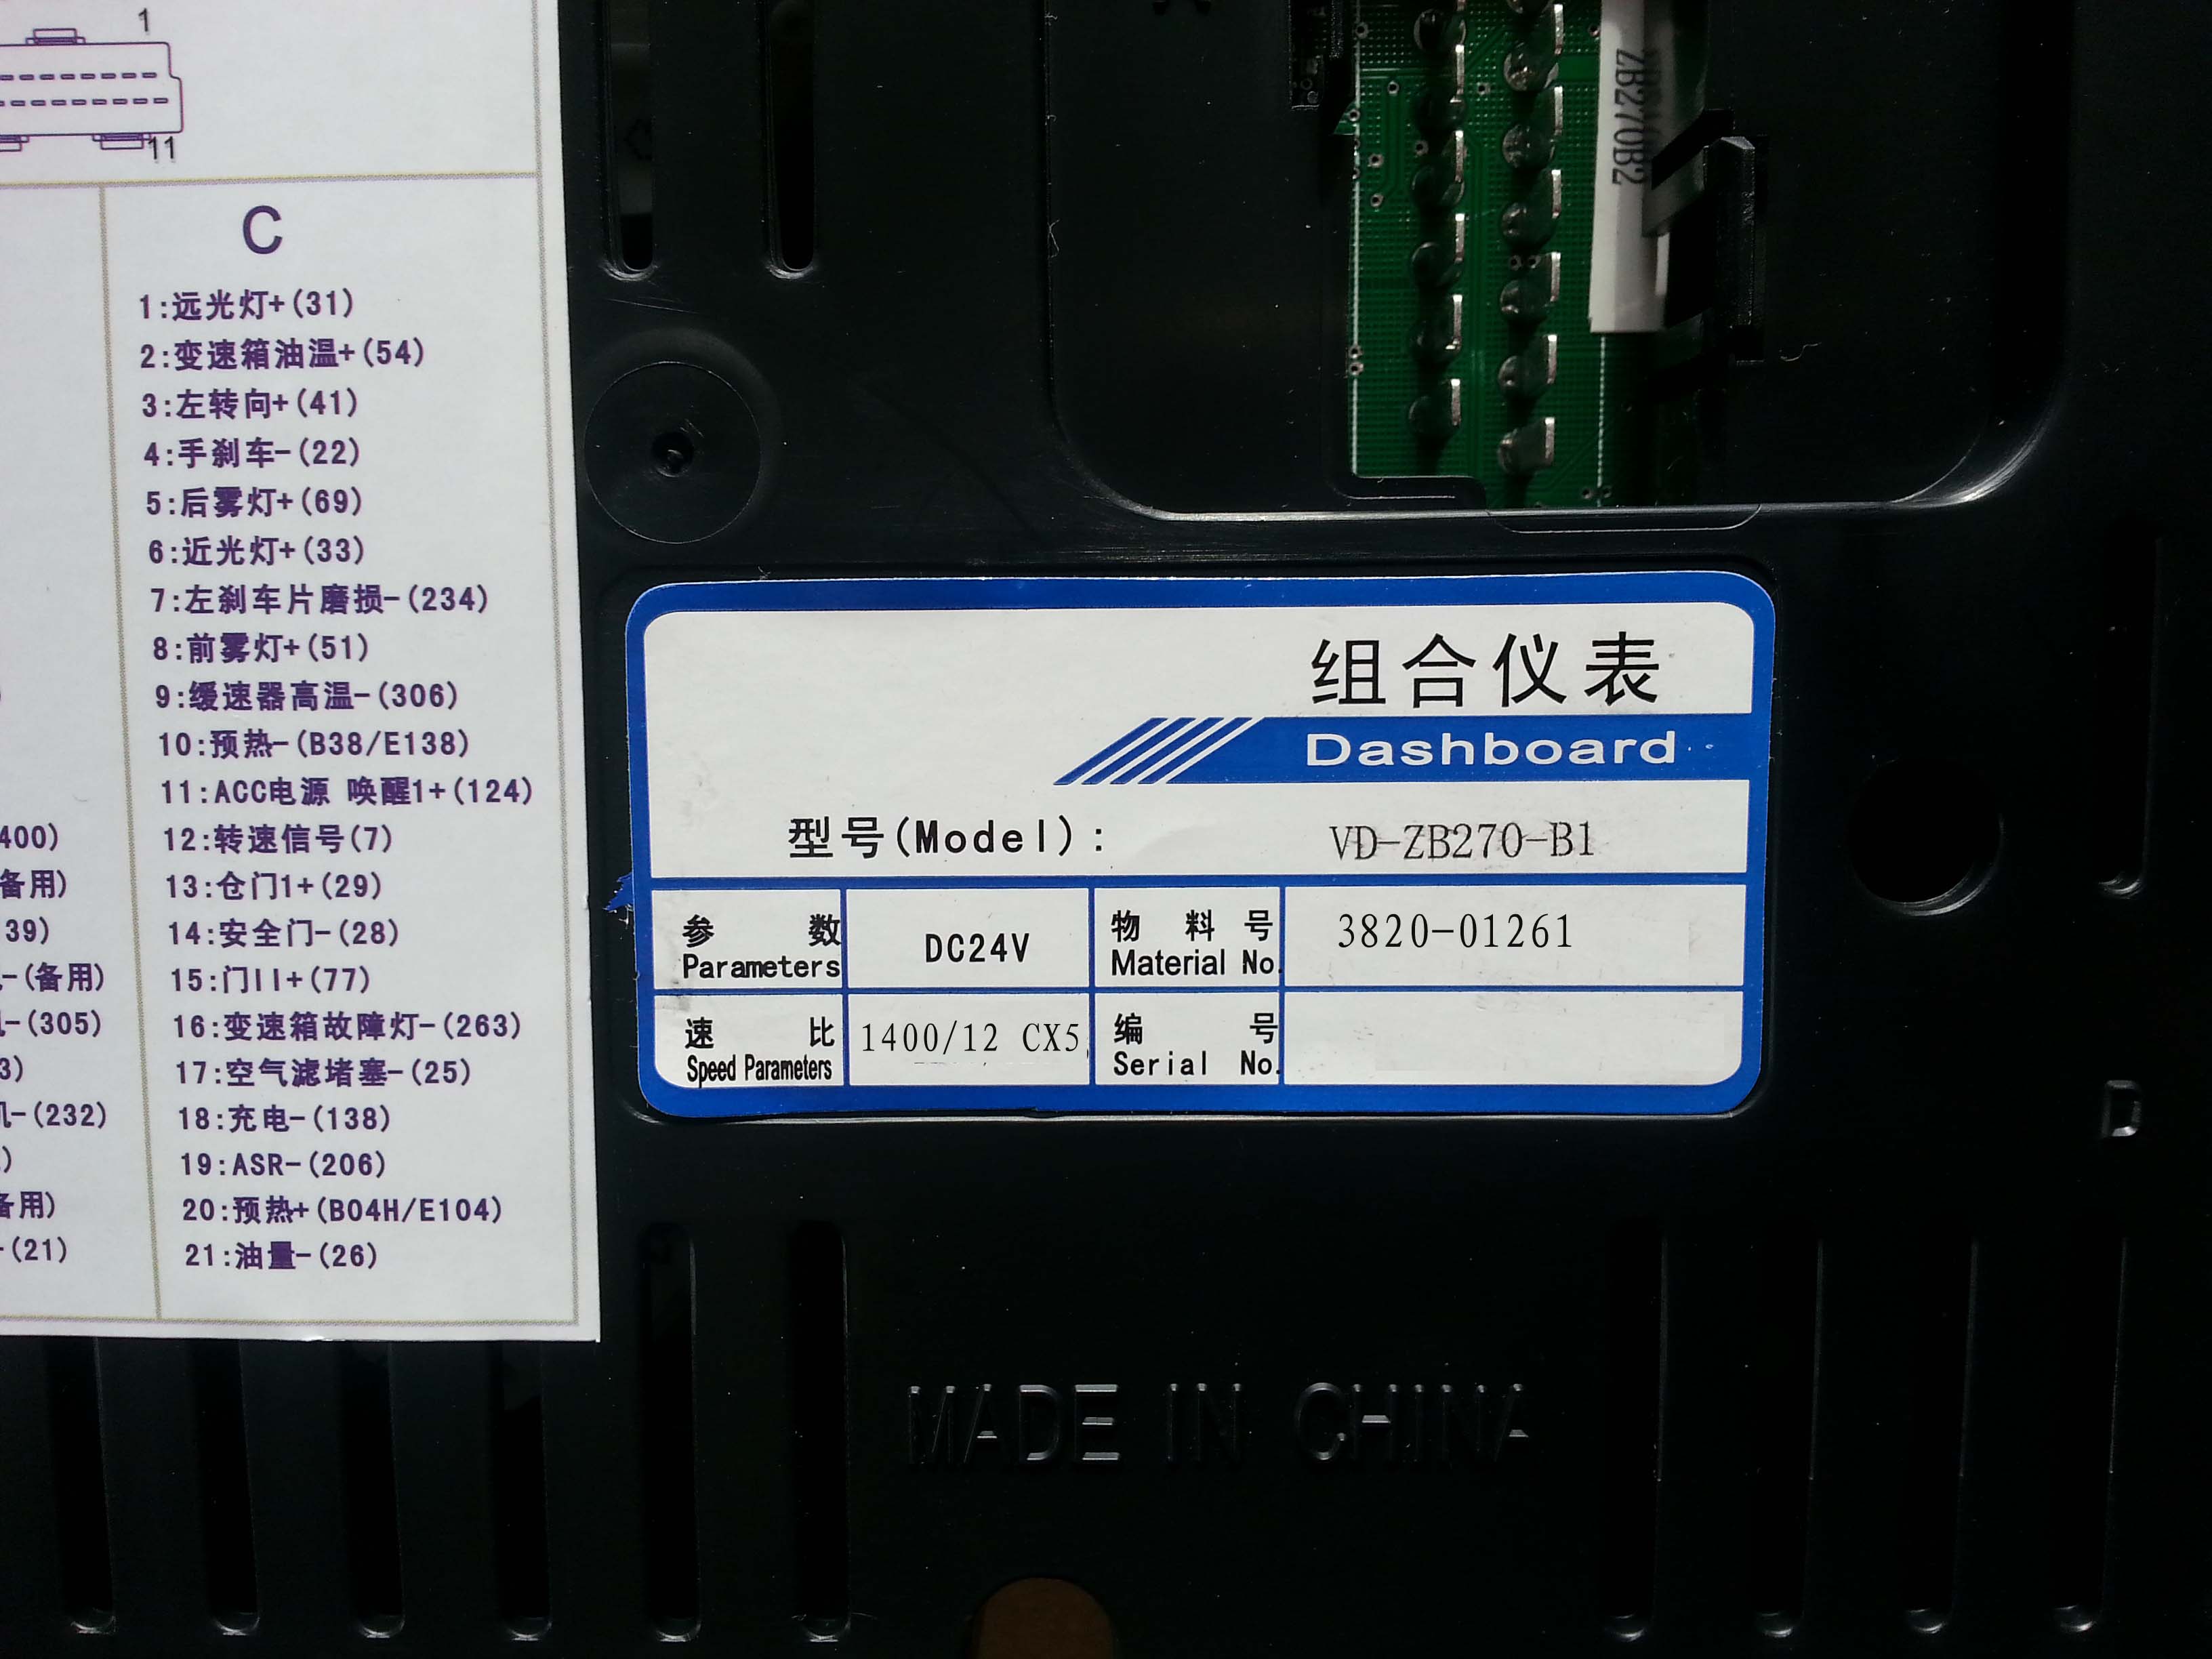 1
11
C
1:远光灯+(31)
2:变速箱油温+(54)
3:左转向+(41)
4:手刹车-(22)
5:后雾灯+(69)
6:近光灯+(33)
7:左刹车片磨损-(234)
8:前雾灯+(51)
9:缓速器高温-(306)
10:预热-(B38/E138)
11:ACC电源 唤醒1+(124)
12:转速信号(7)
13:仓门1+(29)
14:安全门-(28)
15:门II+(77)
16:变速箱故障灯-(263)
17:空气滤堵塞-(25)
18:充电-(138)
19:ASR-(206)
20:预热+(B04H/E104)
21:油量-(26)
400)
备用)
39)
-(备用)
-(305)
3)
机-(232)
)
备用)
-(21)
ZB270B2
组合仪表
Dashboard
型号(Model): VD-ZB270-B1
参数 DC24V 物料号 3820-01261
Parameters Material No.
速比 1400/12 CX5 编号
Speed Parameters Serial No.
D
MADE IN CHINA